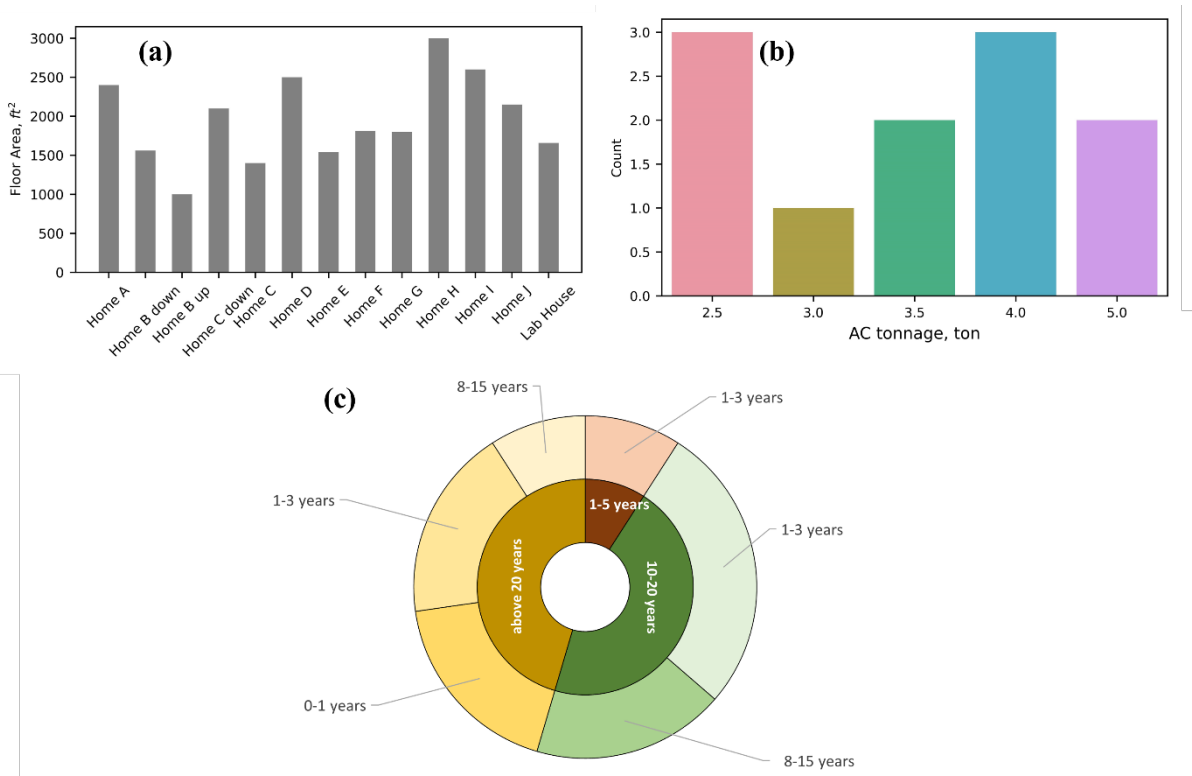 (a)
Floor Area, ft²
3000
2500
2000
1500
1000
500
0
Home A
Home B down
Home B up
Home C down
Home C
Home D
Home E
Home F
Home G
Home H
Home I
Home J
Lab House
(b)
Count
3.0
2.5
2.0
1.5
1.0
0.5
0.0
2.5
3.0
3.5
4.0
5.0
AC tonnage, ton
(c)
8-15 years
1-3 years
1-3 years
1-5 years
1-3 years
above 20 years
10-20 years
0-1 years
8-15 years